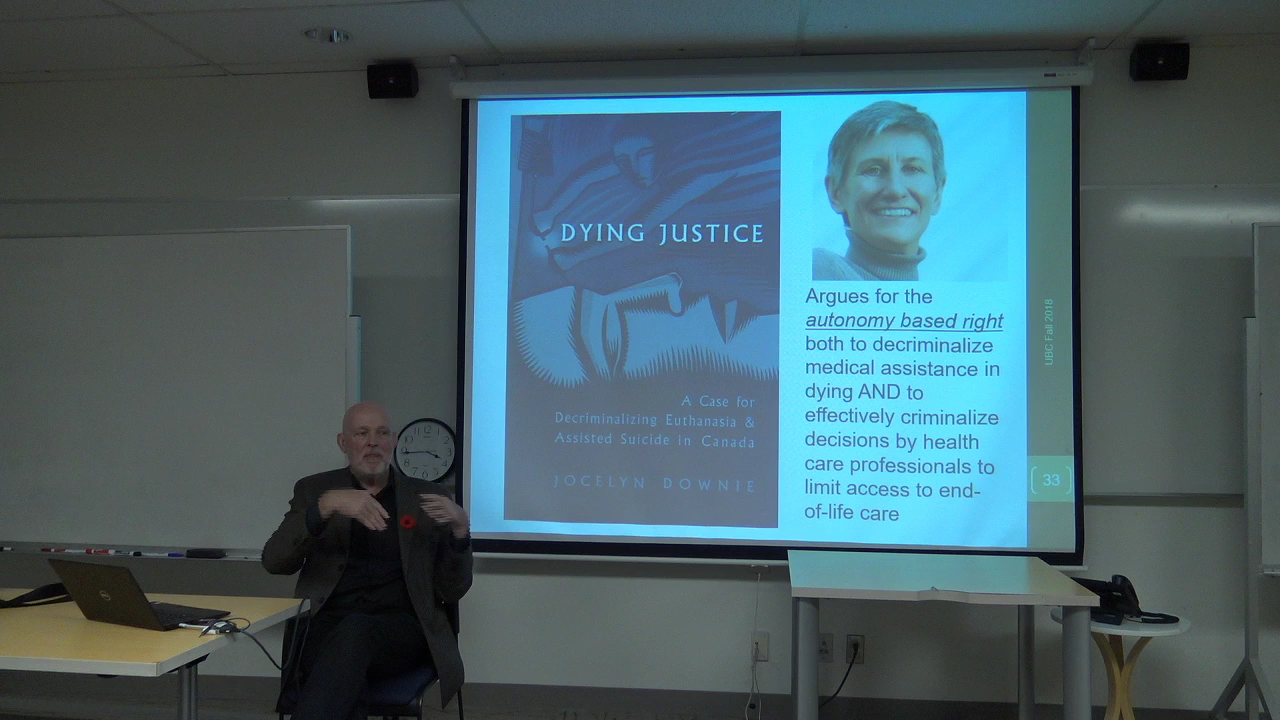 DYING JUSTICE
A Case for
Decriminalizing Euthanasia &
Assisted Suicide in Canada
JOCELYN DOWNIE
Argues for the
autonomy based right
both to decriminalize
medical assistance in
dying AND to
effectively criminalize
decisions by health
care professionals to
limit access to end-
of-life care
UBC Fall 2018
33